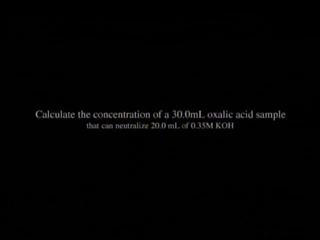 Calculate the concentration of a 30.0mL oxalic acid sample
that can neutralize 20.0 mL of 0.35M KOH